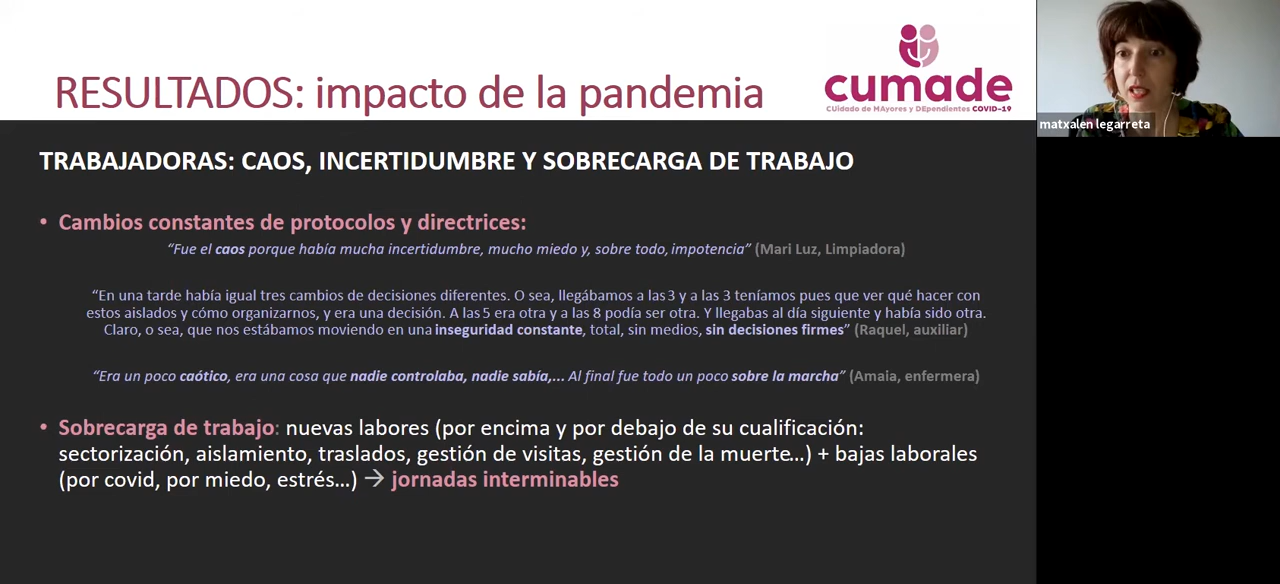 RESULTADOS: impacto de la pandemia
cumade
CUidado de MAyores y DEpendientes COVID-19
matxalen legarreta
TRABAJADORAS: CAOS, INCERTIDUMBRE Y SOBRECARGA DE TRABAJO
• Cambios constantes de protocolos y directrices:
“Fue el caos porque había mucha incertidumbre, mucho miedo y, sobre todo, impotencia” (Mari Luz, Limpiadora)
“En una tarde había igual tres cambios de decisiones diferentes. O sea, llegábamos a las 3 y a las 3 teníamos pues que ver qué hacer con
estos aislados y cómo organizarnos, y era una decisión. A las 5 era otra y a las 8 podía ser otra. Y llegabas al día siguiente y había sido otra.
Claro, o sea, que nos estábamos moviendo en una inseguridad constante, total, sin medios, sin decisiones firmes” (Raquel, auxiliar)
“Era un poco caótico, era una cosa que nadie controlaba, nadie sabía,... Al final fue todo un poco sobre la marcha” (Amaia, enfermera)
• Sobrecarga de trabajo: nuevas labores (por encima y por debajo de su cualificación:
sectorización, aislamiento, traslados, gestión de visitas, gestión de la muerte…) + bajas laborales
(por covid, por miedo, estrés…) → jornadas interminables